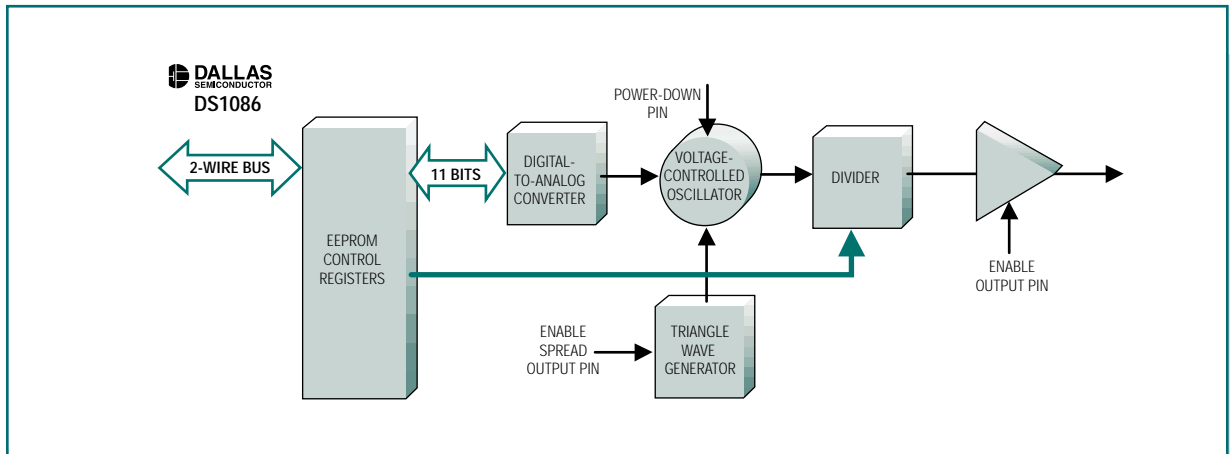 DALLAS
SEMICONDUCTOR
DS1086
2-WIRE BUS
EEPROM
CONTROL
REGISTERS
11 BITS
DIGITAL-
TO-ANALOG
CONVERTER
POWER-DOWN
PIN
VOLTAGE-
CONTROLLED
OSCILLATOR
DIVIDER
ENABLE
OUTPUT PIN
ENABLE
SPREAD
OUTPUT PIN
TRIANGLE
WAVE
GENERATOR